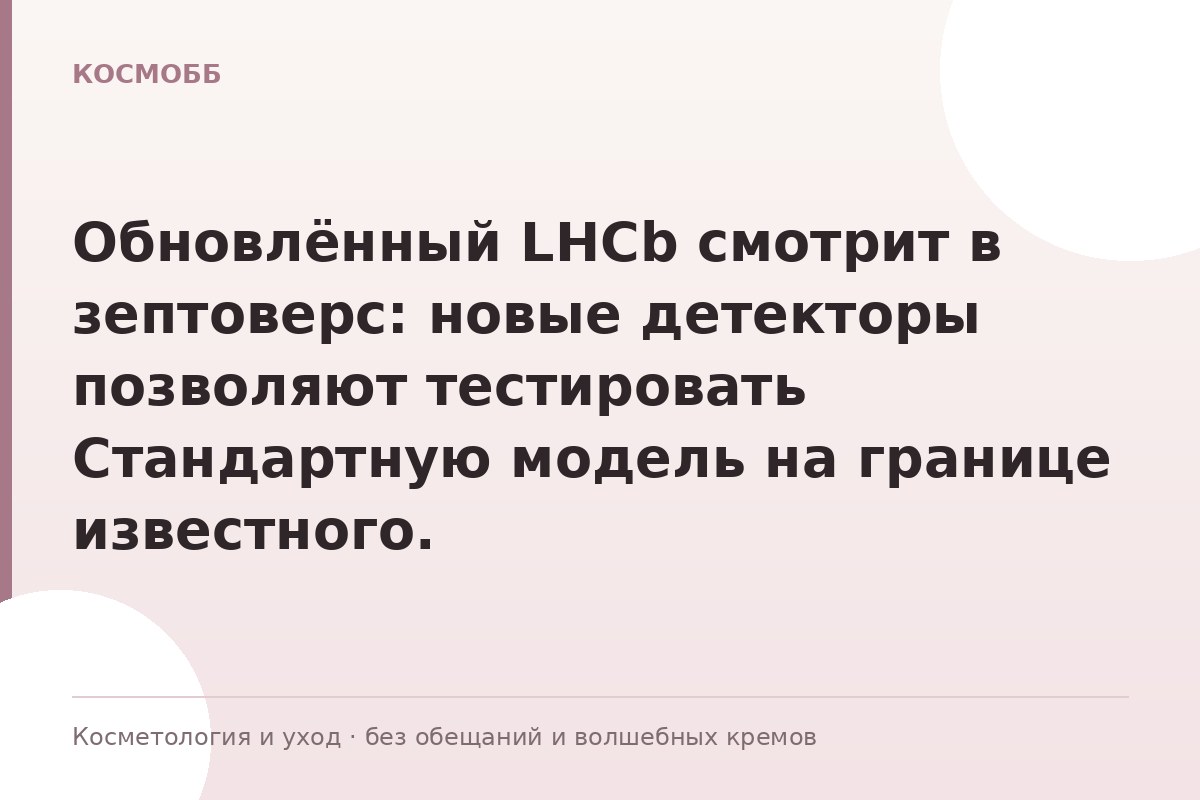 КОСМОББ
Обновлённый LHCb смотрит в
зептоверс: новые детекторы
позволяют тестировать
Стандартную модель на границе
известного.
Косметология и уход · без обещаний и волшебных кремов